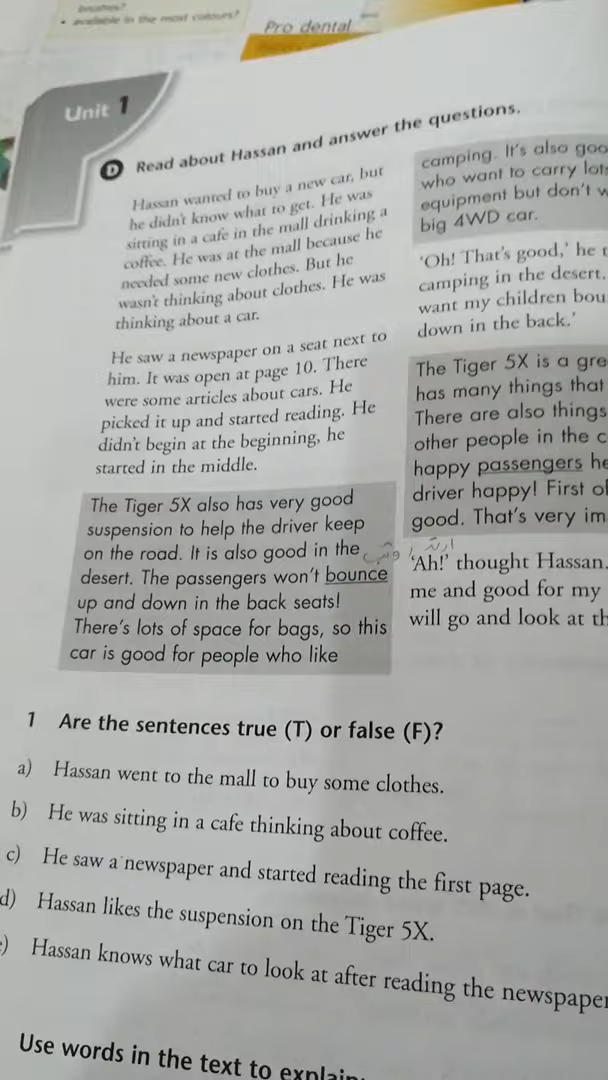 • available in the most colours?
Pro dental
Unit 1
D Read about Hassan and answer the questions.
Hassan wanted to buy a new car, but
he didn't know what to get. He was
sitting in a cafe in the mall drinking a
coffee. He was at the mall because he
needed some new clothes. But he
wasn't thinking about clothes. He was
thinking about a car.
He saw a newspaper on a seat next to
him. It was open at page 10. There
were some articles about cars. He
picked it up and started reading. He
didn't begin at the beginning, he
started in the middle.
The Tiger 5X also has very good
suspension to help the driver keep
on the road. It is also good in the
desert. The passengers won't bounce
up and down in the back seats!
There's lots of space for bags, so this
car is good for people who like
camping. It's also goo
who want to carry lots
equipment but don't w
big 4WD car.
'Oh! That's good,' he
camping in the desert.
want my children bou
down in the back.'
The Tiger 5X is a gre
has many things that
There are also things
other people in the c
happy passengers he
driver happy! First of
good. That's very im
'Ah!' thought Hassan.
me and good for my
will go and look at th
1 Are the sentences true (T) or false (F)?
a) Hassan went to the mall to buy some clothes.
b) He was sitting in a cafe thinking about coffee.
c) He saw a newspaper and started reading the first page.
d) Hassan likes the suspension on the Tiger 5X.
) Hassan knows what car to look at after reading the newspaper
Use words in the text to explain